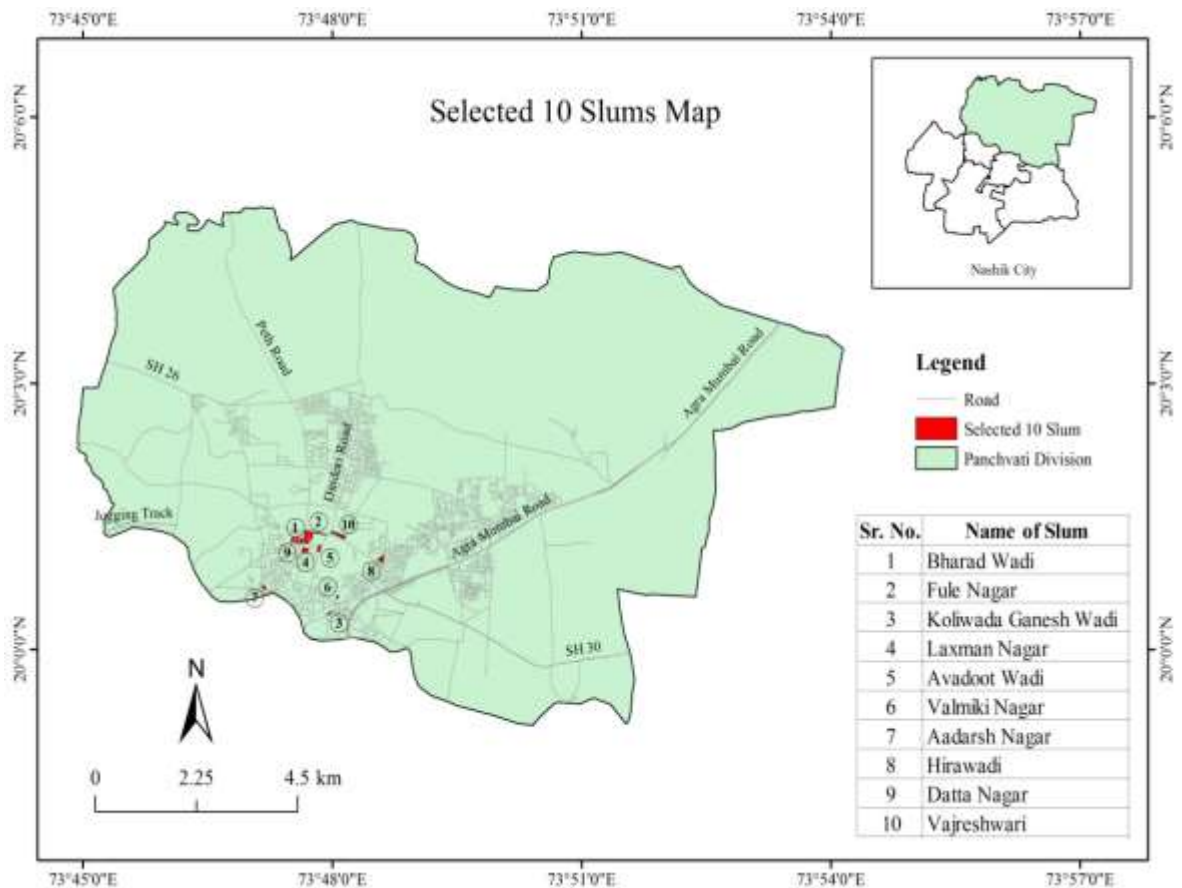 73°45'0"E 73°48'0"E 73°51'0"E 73°54'0"E 73°57'0"E
20°6'0"N
20°6'0"N
Selected 10 Slums Map
Nashik City
20°3'0"N
20°3'0"N
SH 26
Peth Road
Dindori Road
Agra Mumbai Road
Agra Mumbai Road
Jogging Track
SH 30
1
2
10
9
4
5
8
6
7
3
20°0'0"N
20°0'0"N
Legend
Road
Selected 10 Slum
Panchvati Division
Sr. No. Name of Slum
1 Bharad Wadi
2 Fule Nagar
3 Koliwada Ganesh Wadi
4 Laxman Nagar
5 Avadoot Wadi
6 Valmiki Nagar
7 Aadarsh Nagar
8 Hirawadi
9 Datta Nagar
10 Vajreshwari
N
0 2.25 4.5 km
73°45'0"E 73°48'0"E 73°51'0"E 73°54'0"E 73°57'0"E